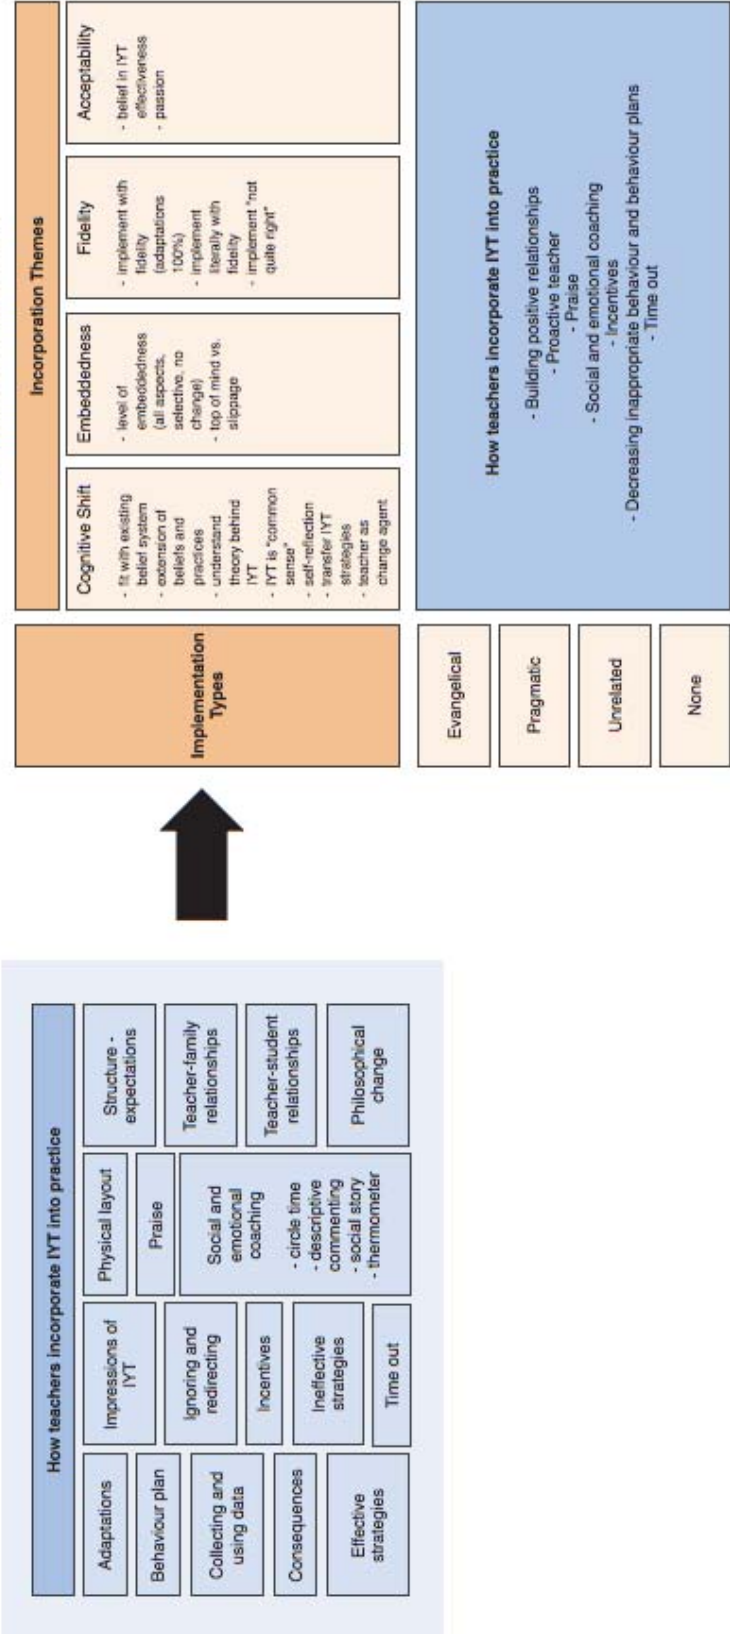 How teachers incorporate IYT into practice
Adaptations
Behaviour plan
Collecting and
using data
Consequences
Effective
strategies
Impressions of
IYT
Ignoring and
redirecting
Incentives
Ineffective
strategies
Time out
Physical layout
Praise
Social and
emotional
coaching
- circle time
- descriptive
commenting
- social story
- thermometer
Structure -
expectations
Teacher-family
relationships
Teacher-student
relationships
Philosophical
change
Implementation
Types
Incorporation Themes
Cognitive Shift
- fit with existing
belief system
- extension of
beliefs and
practices
- understand
theory behind
IYT
- IYT is "common
sense"
- self-reflection
- transfer IYT
strategies
- teacher as
change agent
Embeddedness
- level of
embeddedness
(all aspects,
selective, no
change)
- top of mind vs.
slippage
Fidelity
- implement with
fidelity
(adaptations
100%)
- implement
literally with
fidelity
- implement "not
quite right"
Acceptability
- belief in IYT
effectiveness
- passion
Evangelical
Pragmatic
Unrelated
None
How teachers incorporate IYT into practice
- Building positive relationships
- Proactive teacher
- Praise
- Social and emotional coaching
- Incentives
- Decreasing inappropriate behaviour and behaviour plans
- Time out